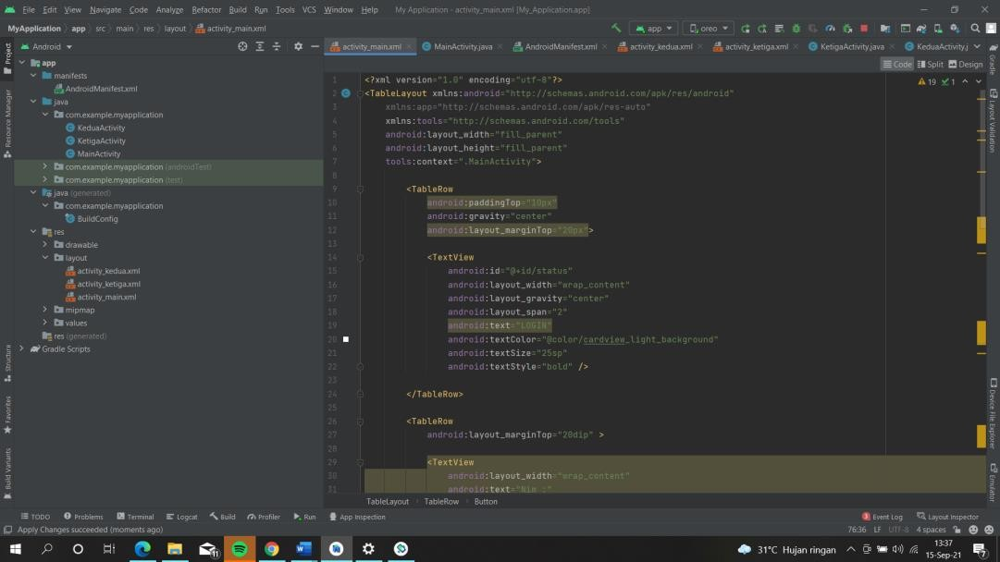 File Edit View Navigate Code Analyze Refactor Build Run Tools VCS Window Help My Application - activity_main.xml [My_Application.app]
MyApplication app src main res layout activity_main.xml app oreo
Android activity_main.xml MainActivity.java AndroidManifest.xml activity_kedua.xml activity_ketiga.xml KetigaActivity.java KeduaActivity.j
Code Split Design
19 1
Project
Resource Manager
Structure
Favorites
Build Variants
app
manifests
AndroidManifest.xml
java
com.example.myapplication
KeduaActivity
KetigaActivity
MainActivity
com.example.myapplication (androidTest)
com.example.myapplication (test)
java (generated)
com.example.myapplication
BuildConfig
res
drawable
layout
activity_kedua.xml
activity_ketiga.xml
activity_main.xml
mipmap
values
res (generated)
Gradle Scripts
1 <?xml version="1.0" encoding="utf-8"?>
2 <TableLayout xmlns:android="http://schemas.android.com/apk/res/android"
3 xmlns:app="http://schemas.android.com/apk/res-auto"
4 xmlns:tools="http://schemas.android.com/tools"
5 android:layout_width="fill_parent"
6 android:layout_height="fill_parent"
7 tools:context=".MainActivity">
8
9 <TableRow
10 android:paddingTop="10px"
11 android:gravity="center"
12 android:layout_marginTop="20px">
13
14 <TextView
15 android:id="@+id/status"
16 android:layout_width="wrap_content"
17 android:layout_gravity="center"
18 android:layout_span="2"
19 android:text="LOGIN"
20 android:textColor="@color/cardview_light_background"
21 android:textSize="25sp"
22 android:textStyle="bold" />
23
24 </TableRow>
25
26 <TableRow
27 android:layout_marginTop="20dip" >
28
29 <TextView
30 android:layout_width="wrap_content"
31 android:text="Nim :"
TableLayout TableRow Button
Gradle
Layout Validation
Device File Explorer
Emulator
TODO Problems Terminal Logcat Build Profiler Run App Inspection 3 Event Log Layout Inspector
Apply Changes succeeded (moments ago) 76:36 LF UTF-8 4 spaces
11 31°C Hujan ringan 13:37
15-Sep-21 7